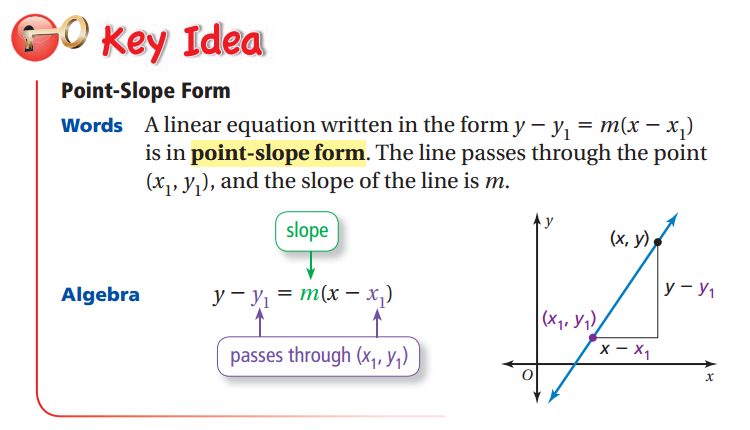 Key Idea
Point-Slope Form
Words A linear equation written in the form y − y₁ = m(x − x₁)
is in point-slope form. The line passes through the point
(x₁, y₁), and the slope of the line is m.
slope
Algebra y − y₁ = m(x − x₁)
passes through (x₁, y₁)
y
(x, y)
y − y₁
(x₁, y₁)
x − x₁
O
x